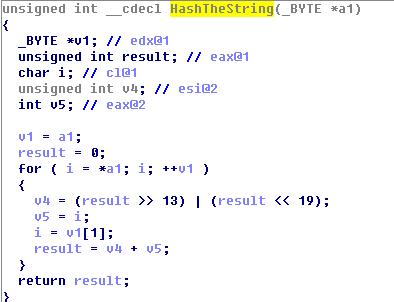 unsigned int __cdecl HashTheString(_BYTE *a1)
{
  _BYTE *v1; // edx@1
  unsigned int result; // eax@1
  char i; // cl@1
  unsigned int v4; // esi@2
  int v5; // eax@2

  v1 = a1;
  result = 0;
  for ( i = *a1; i; ++v1 )
  {
    v4 = (result >> 13) | (result << 19);
    v5 = i;
    i = v1[1];
    result = v4 + v5;
  }
  return result;
}